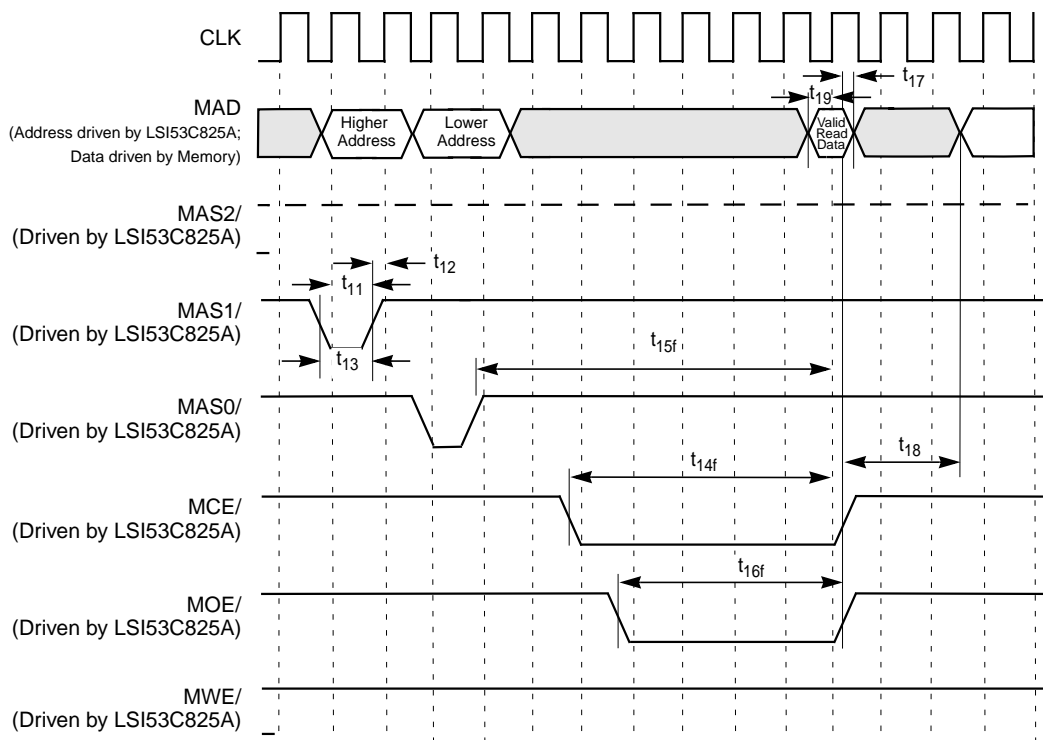 CLK
t17
t19
MAD
(Address driven by LSI53C825A;
Data driven by Memory)
Higher
Address
Lower
Address
Valid
Read
Data
MAS2/
(Driven by LSI53C825A)
t12
t11
MAS1/
(Driven by LSI53C825A)
t13
t15f
MAS0/
(Driven by LSI53C825A)
t14f
t18
MCE/
(Driven by LSI53C825A)
t16f
MOE/
(Driven by LSI53C825A)
MWE/
(Driven by LSI53C825A)